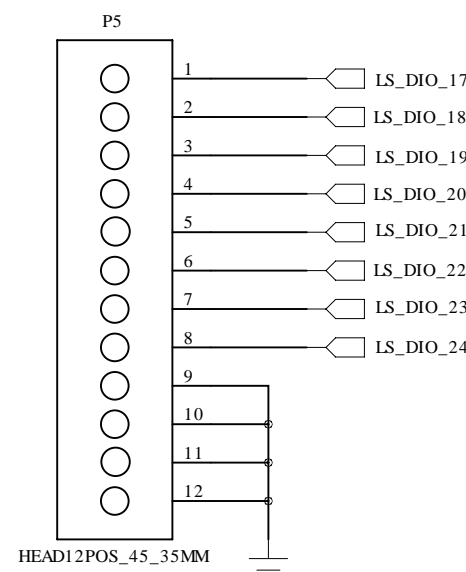 P5
1 LS_DIO_17
2 LS_DIO_18
3 LS_DIO_19
4 LS_DIO_20
5 LS_DIO_21
6 LS_DIO_22
7 LS_DIO_23
8 LS_DIO_24
9
10
11
12
HEAD12POS_45_35MM